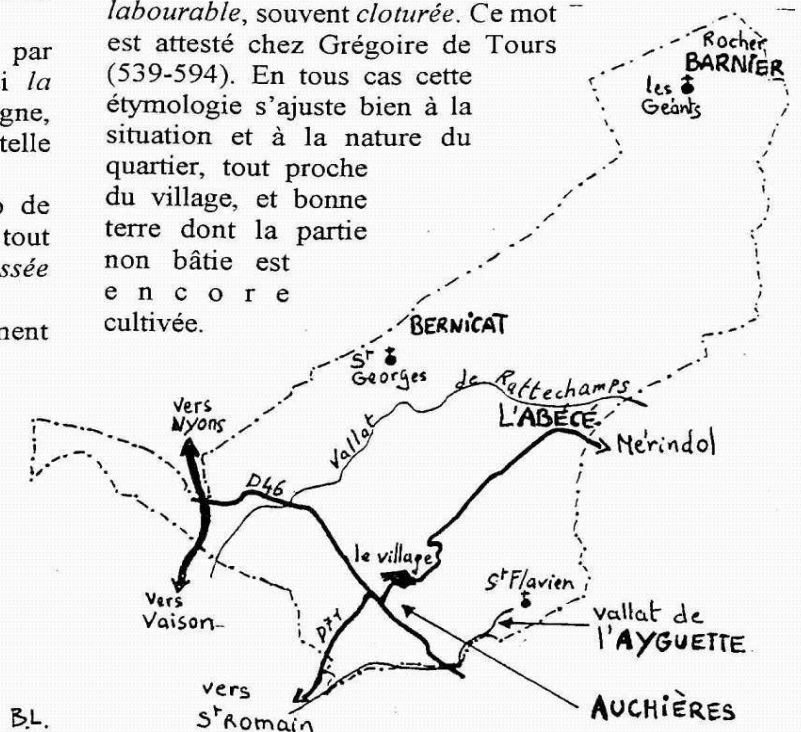 par
i la
gne,
telle
o de
tout
ssée
nent
labourable, souvent cloturée. Ce mot
est attesté chez Grégoire de Tours
(539-594). En tous cas cette
étymologie s'ajuste bien à la
situation et à la nature du
quartier, tout proche
du village, et bonne
terre dont la partie
non bâtie est
e n c o r e
cultivée.
Rocher
BARNIER
les
Géants
BERNICAT
St
Georges
Vallat de Rattechamps
L'ABÉCÉ
Mérindol
vers
Nyons
D46
le village
St Flavien
vers
Vaison
D71
vallat de
l'AYGUETTE
vers
St Romain
AUCHIÈRES
B.L.